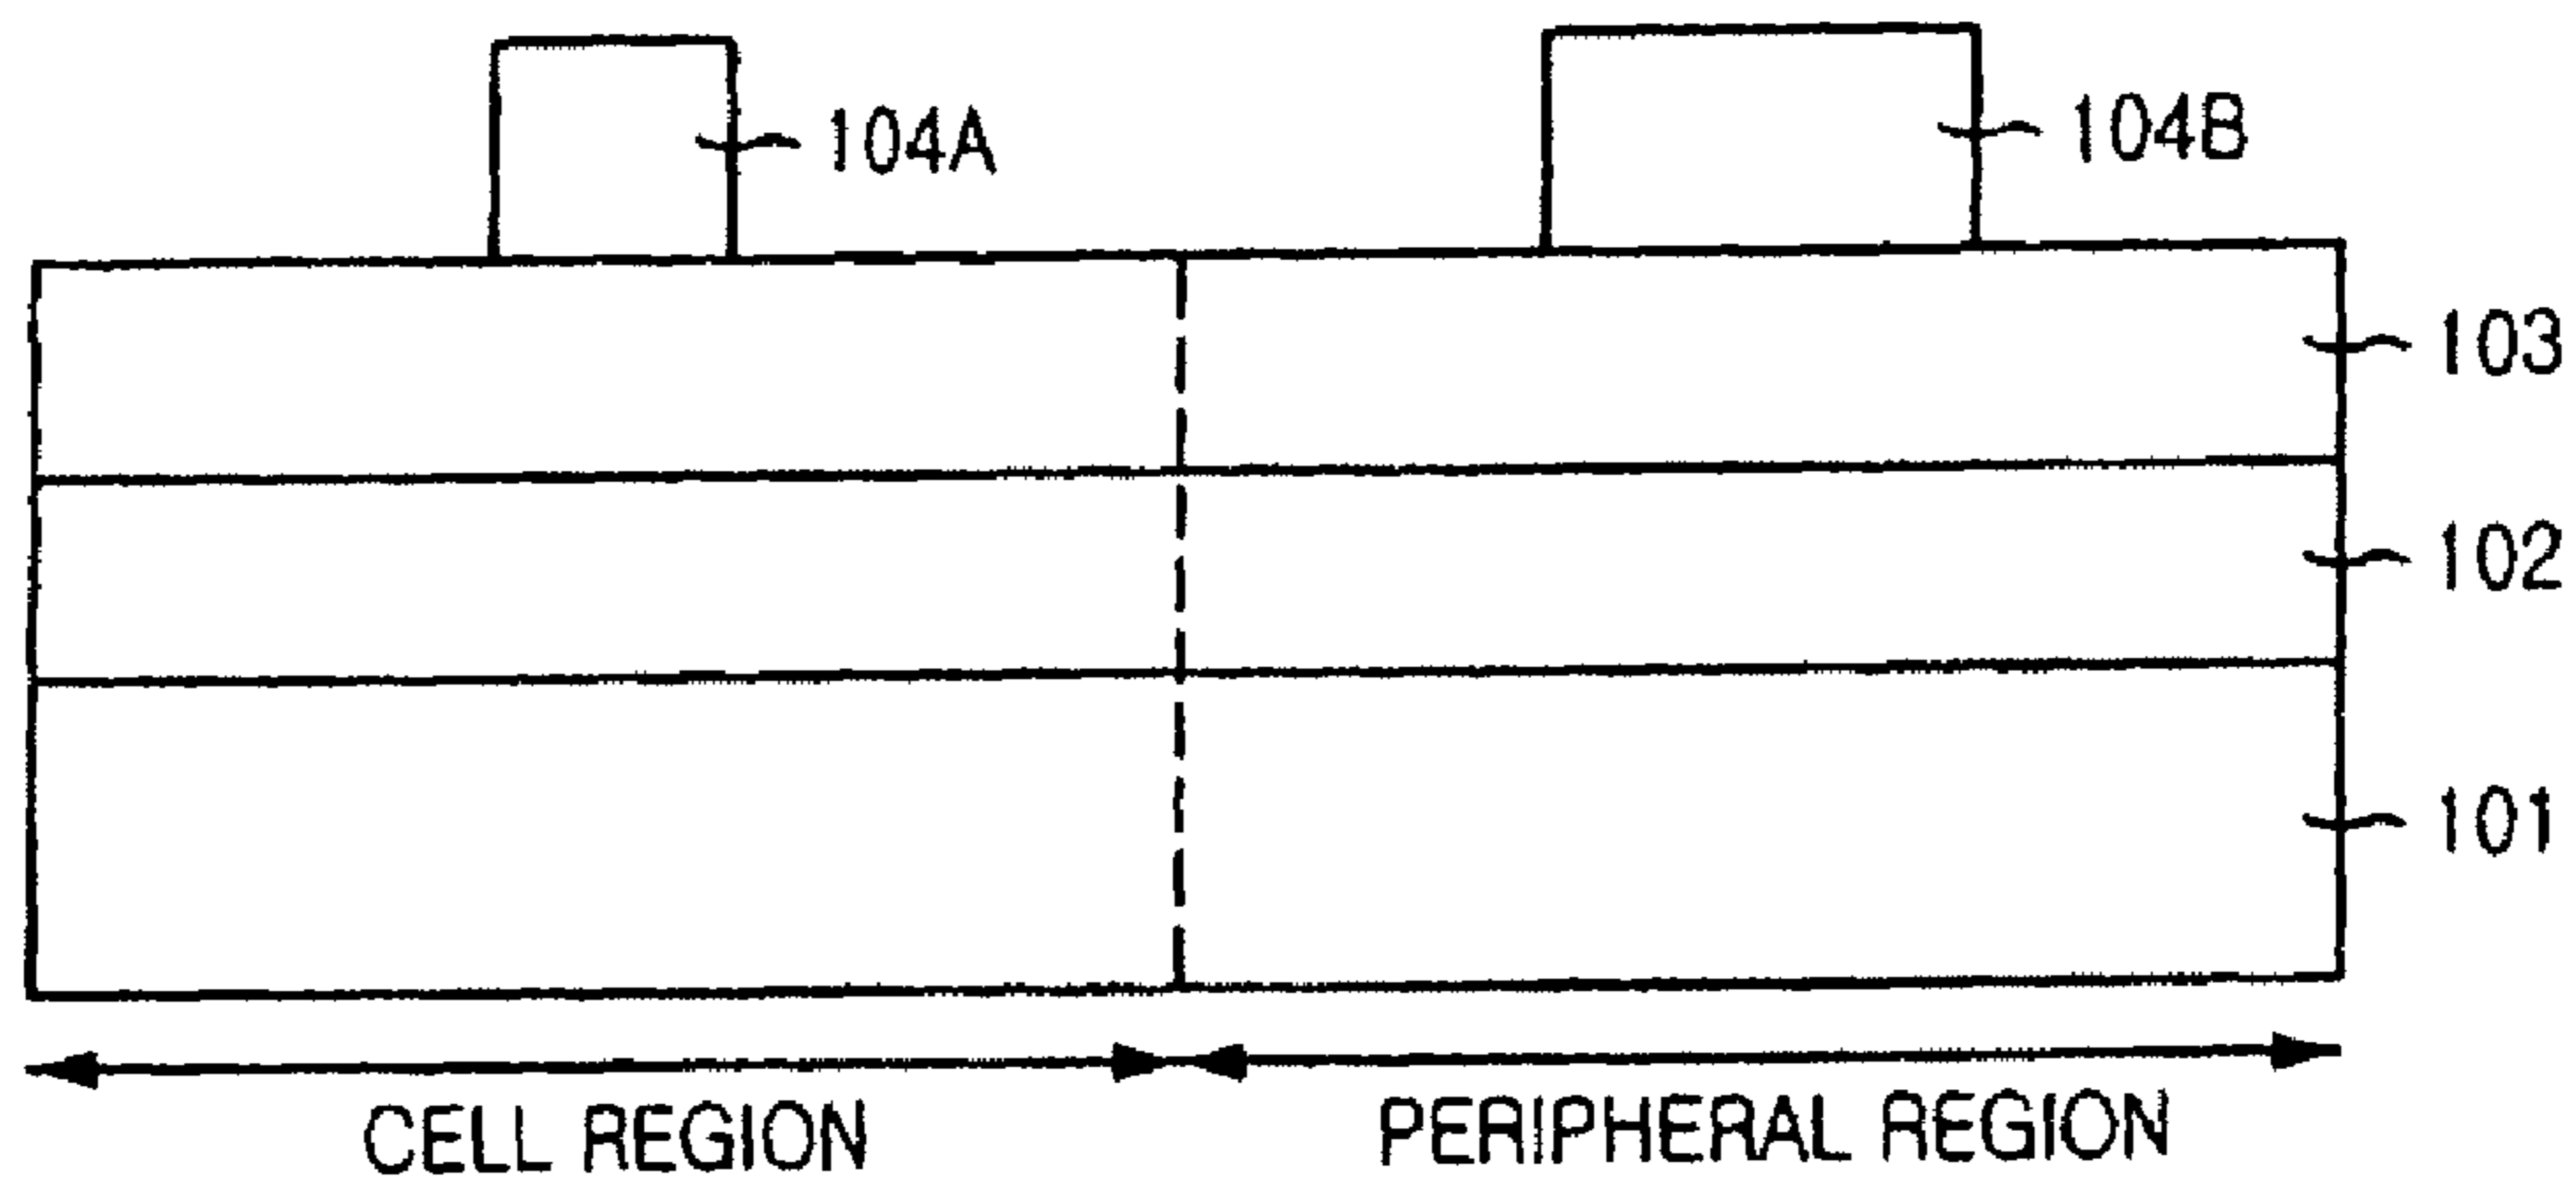 104A
104B
103
102
101
CELL REGION
PERIPHERAL REGION